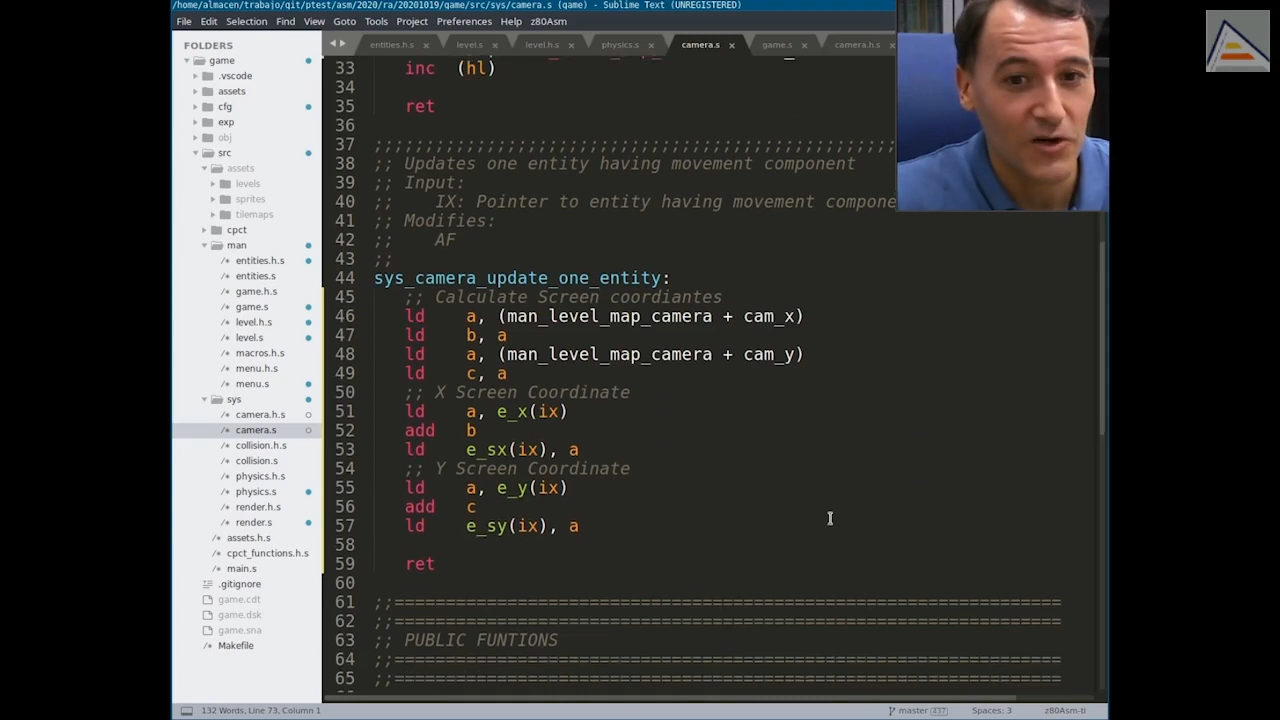 /home/almacen/trabajo/git/ptest/asm/2020/ra/20201019/game/src/sys/camera.s (game) - Sublime Text (UNREGISTERED)
File Edit Selection Find View Goto Tools Project Preferences Help z80Asm
FOLDERS
game
.vscode
assets
cfg
exp
obj
src
assets
levels
sprites
tilemaps
cpct
man
entities.h.s
entities.s
game.h.s
game.s
level.h.s
level.s
macros.h.s
menu.h.s
menu.s
sys
camera.h.s
camera.s
collision.h.s
collision.s
physics.h.s
physics.s
render.h.s
render.s
assets.h.s
cpct_functions.h.s
main.s
.gitignore
game.cdt
game.dsk
game.sna
Makefile
entities.h.s level.s level.h.s physics.s camera.s game.s camera.h.s
33 inc (hl)
34
35 ret
36
37 ;;;;;;;;;;;;;;;;;;;;;;;;;;;;;;;;;;;;;;;;;;;;;;;;;;
38 ;; Updates one entity having movement component
39 ;; Input:
40 ;; IX: Pointer to entity having movement compone
41 ;; Modifies:
42 ;; AF
43 ;;
44 sys_camera_update_one_entity:
45 ;; Calculate Screen coordiantes
46 ld a, (man_level_map_camera + cam_x)
47 ld b, a
48 ld a, (man_level_map_camera + cam_y)
49 ld c, a
50 ;; X Screen Coordinate
51 ld a, e_x(ix)
52 add b
53 ld e_sx(ix), a
54 ;; Y Screen Coordinate
55 ld a, e_y(ix)
56 add c
57 ld e_sy(ix), a
58
59 ret
60
61 ;;================================================================
62 ;;================================================================
63 ;; PUBLIC FUNTIONS
64 ;;================================================================
65 ;;================================================================
132 Words, Line 73, Column 1
master 437 Spaces: 3 z80Asm-ti